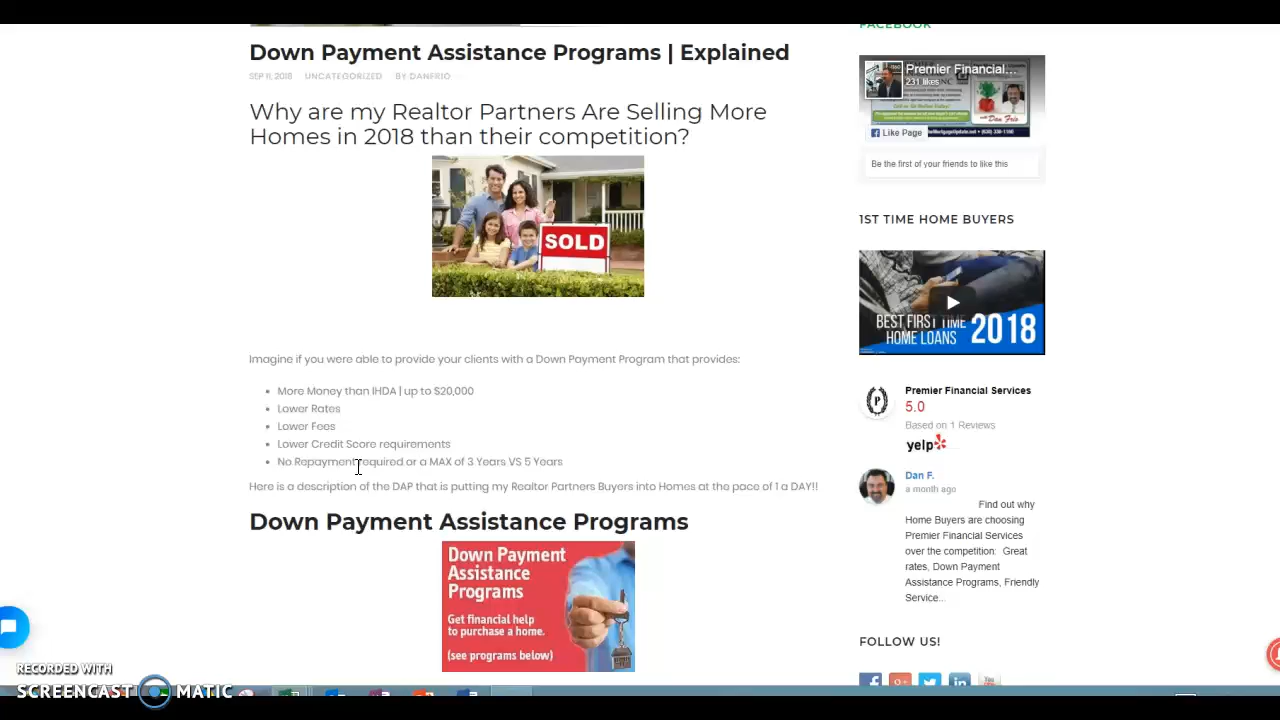 Down Payment Assistance Programs | Explained
SEP 11, 2018 UNCATEGORIZED BY DANFRIO
Why are my Realtor Partners Are Selling More
Homes in 2018 than their competition?
SOLD
Imagine if you were able to provide your clients with a Down Payment Program that provides:
More Money than IHDA | up to $20,000
Lower Rates
Lower Fees
Lower Credit Score requirements
No Repayment required or a MAX of 3 Years VS 5 Years
Here is a description of the DAP that is putting my Realtor Partners Buyers into Homes at the pace of 1 a DAY!!
Down Payment Assistance Programs
Down Payment
Assistance
Programs
Get financial help
to purchase a home.
(see programs below)
FACEBOOK
Premier Financial...
231 likes
Like Page
Be the first of your friends to like this
1ST TIME HOME BUYERS
BEST FIRST TIME
HOME LOANS 2018
Premier Financial Services
5.0
Based on 1 Reviews
yelp
Dan F.
a month ago
Find out why
Home Buyers are choosing
Premier Financial Services
over the competition: Great
rates, Down Payment
Assistance Programs, Friendly
Service...
FOLLOW US!
RECORDED WITH
SCREENCAST MATIC